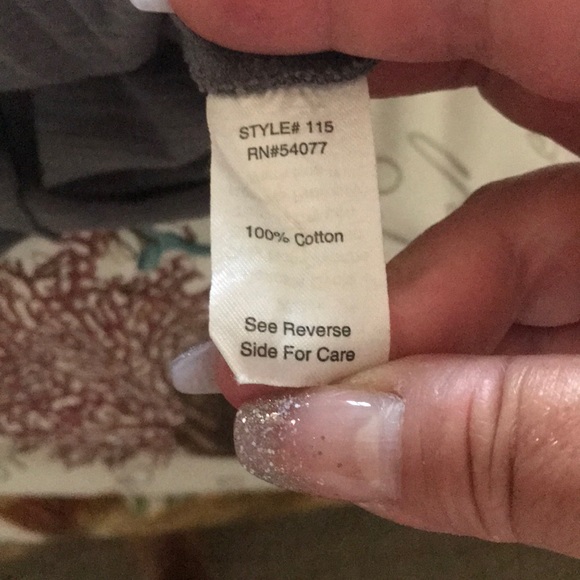 STYLE# 115
RN#54077
100% Cotton
See Reverse
Side For Care